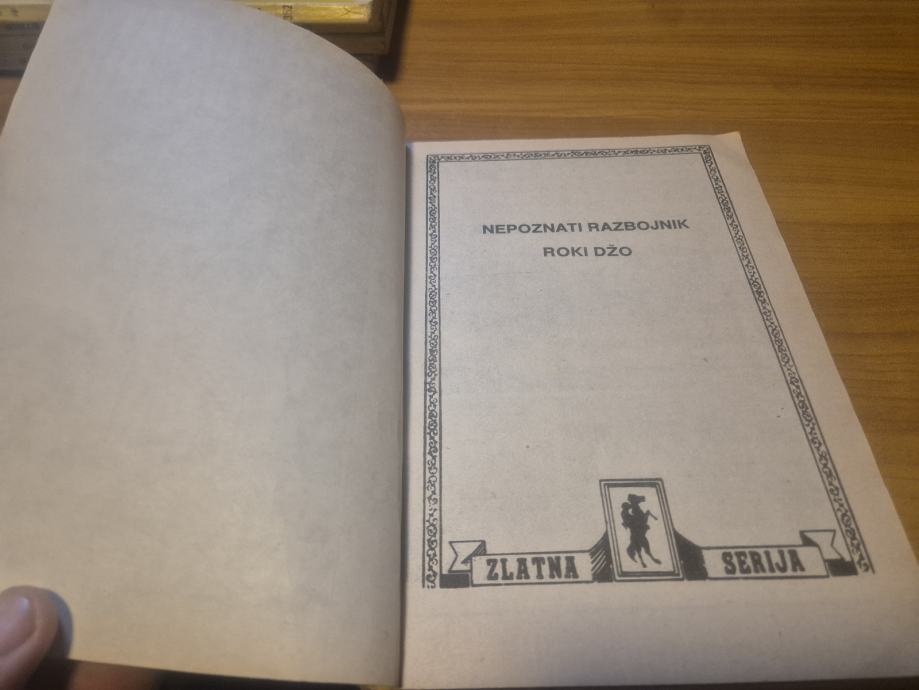 NEPOZNATI RAZBOJNIK
ROKI DŽO
ZLATNA SERIJA